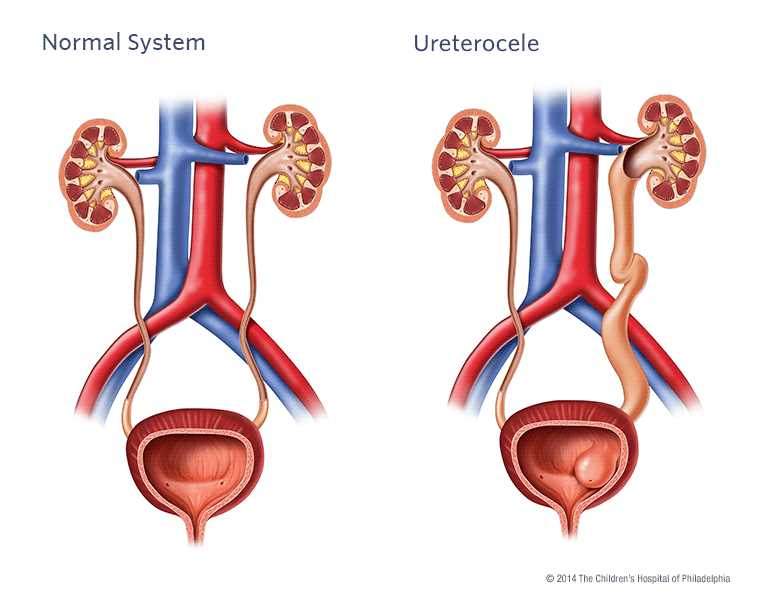 Normal System
Ureterocele
© 2014 The Children's Hospital of Philadelphia